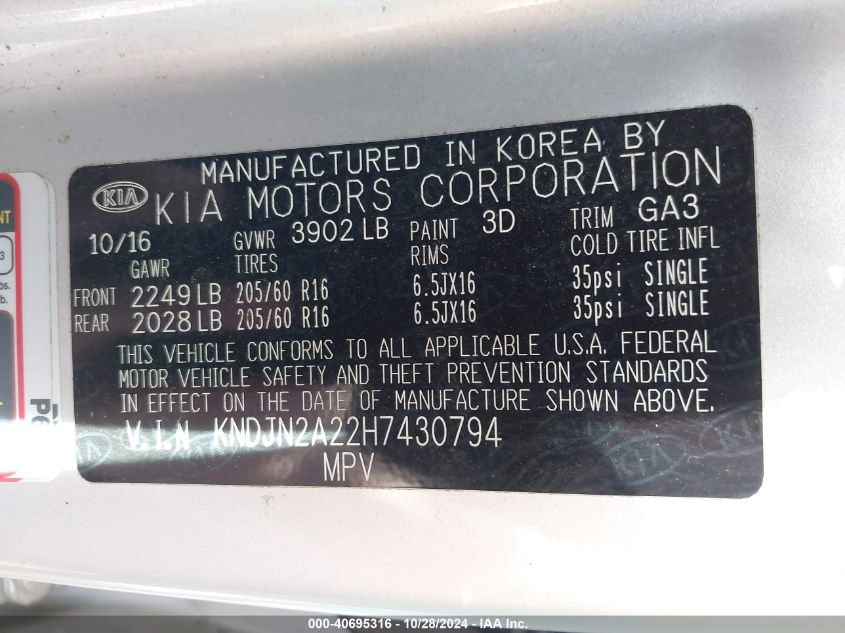 MANUFACTURED IN KOREA BY
KIA KIA MOTORS CORPORATION
10/16 GVWR 3902 LB PAINT 3D TRIM GA3
GAWR TIRES RIMS COLD TIRE INFL
FRONT 2249 LB 205/60 R16 6.5JX16 35psi SINGLE
REAR 2028 LB 205/60 R16 6.5JX16 35psi SINGLE
THIS VEHICLE CONFORMS TO ALL APPLICABLE U.S.A. FEDERAL
MOTOR VEHICLE SAFETY AND THEFT PREVENTION STANDARDS
IN EFFECT ON THE DATE OF MANUFACTURE SHOWN ABOVE.
V.I.N KNDJN2A22H7430794
MPV
NT
3
bs.
b.
000-40695316 - 10/28/2024 - IAA Inc.